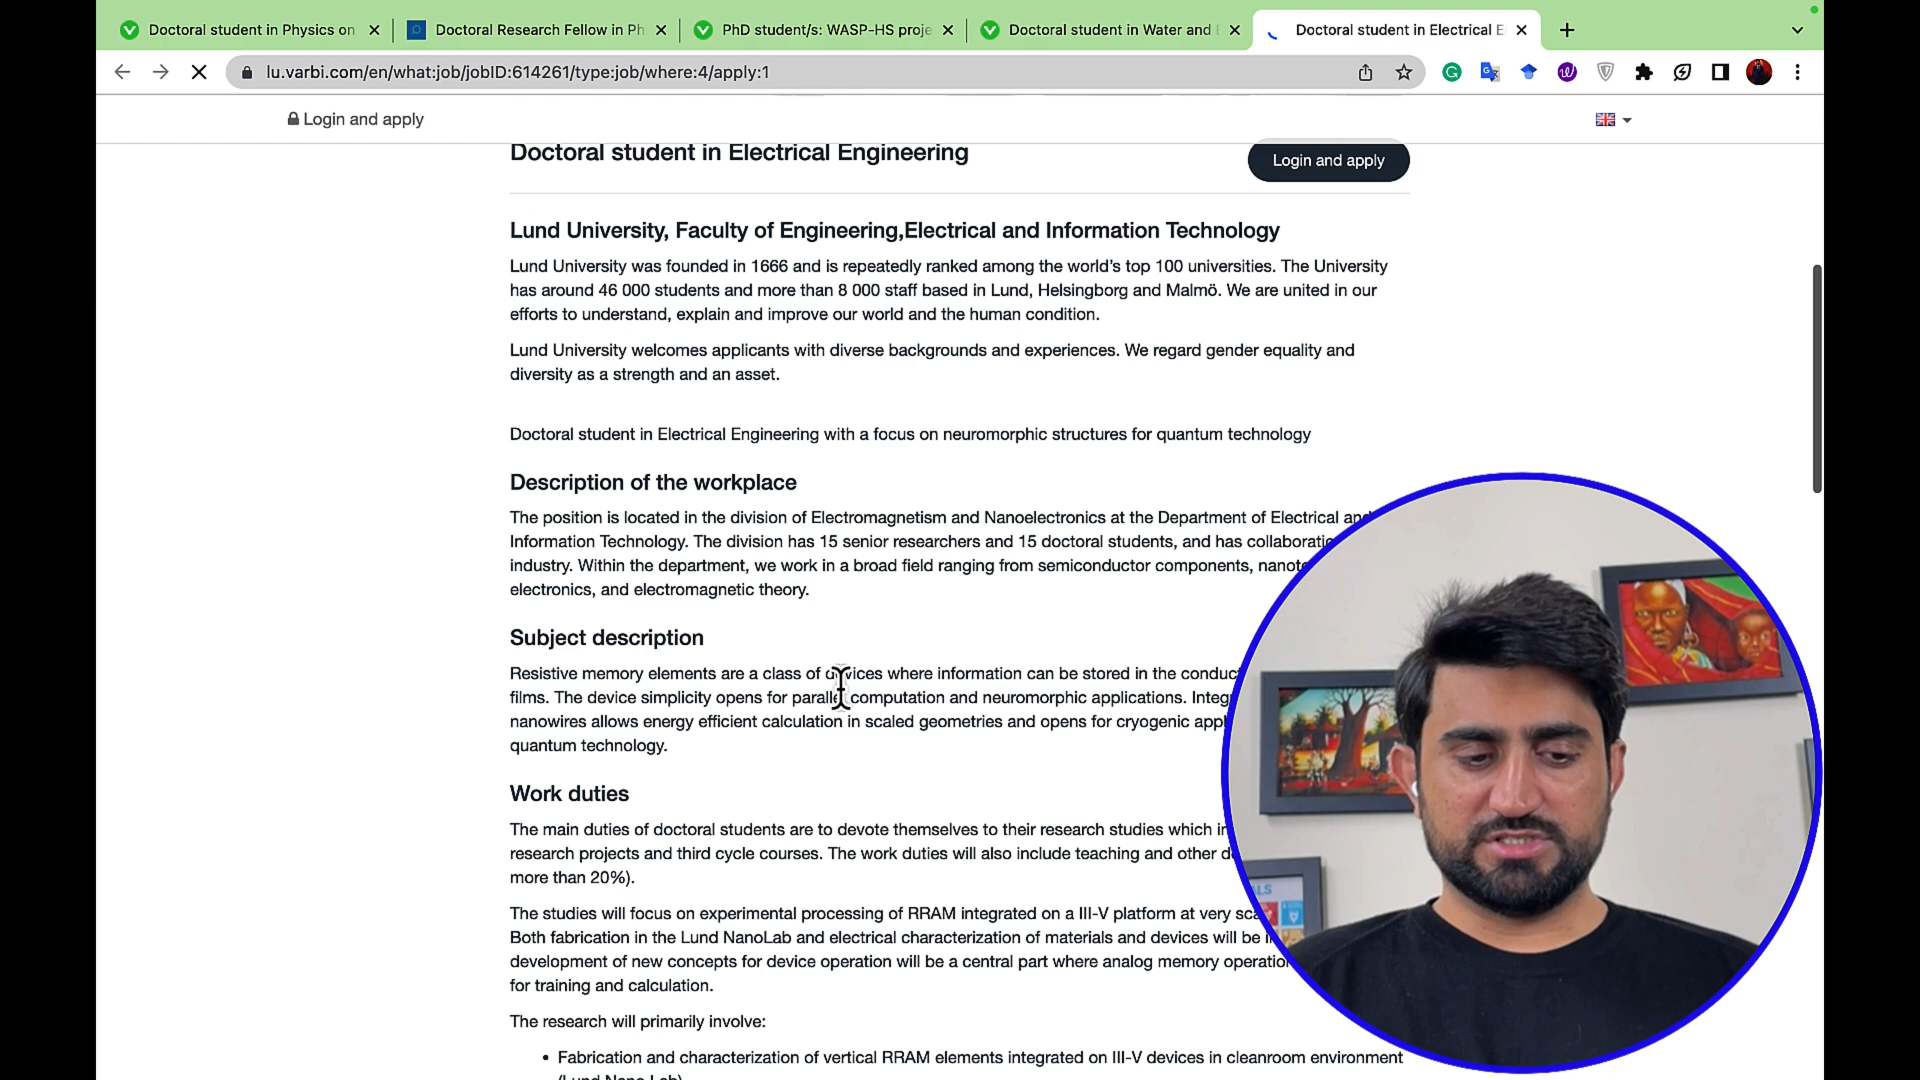 Doctoral student in Physics on
Doctoral Research Fellow in Ph
PhD student/s: WASP-HS proje
Doctoral student in Water and
Doctoral student in Electrical E
lu.varbi.com/en/what:job/jobID:614261/type:job/where:4/apply:1
Login and apply
Doctoral student in Electrical Engineering
Login and apply
Lund University, Faculty of Engineering,Electrical and Information Technology
Lund University was founded in 1666 and is repeatedly ranked among the world's top 100 universities. The University
has around 46 000 students and more than 8 000 staff based in Lund, Helsingborg and Malmö. We are united in our
efforts to understand, explain and improve our world and the human condition.
Lund University welcomes applicants with diverse backgrounds and experiences. We regard gender equality and
diversity as a strength and an asset.
Doctoral student in Electrical Engineering with a focus on neuromorphic structures for quantum technology
Description of the workplace
The position is located in the division of Electromagnetism and Nanoelectronics at the Department of Electrical and
Information Technology. The division has 15 senior researchers and 15 doctoral students, and has collaboratio
industry. Within the department, we work in a broad field ranging from semiconductor components, nanote
electronics, and electromagnetic theory.
Subject description
Resistive memory elements are a class of devices where information can be stored in the conduct
films. The device simplicity opens for parallel computation and neuromorphic applications. Integ
nanowires allows energy efficient calculation in scaled geometries and opens for cryogenic app
quantum technology.
Work duties
The main duties of doctoral students are to devote themselves to their research studies which in
research projects and third cycle courses. The work duties will also include teaching and other d
more than 20%).
The studies will focus on experimental processing of RRAM integrated on a III-V platform at very sca
Both fabrication in the Lund NanoLab and electrical characterization of materials and devices will be i
development of new concepts for device operation will be a central part where analog memory operation
for training and calculation.
The research will primarily involve:
• Fabrication and characterization of vertical RRAM elements integrated on III-V devices in cleanroom environment
(Lund Nano Lab)